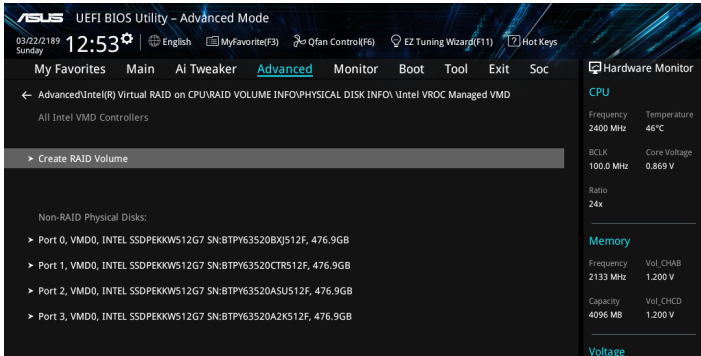 ASUS UEFI BIOS Utility – Advanced Mode
03/22/2189 Sunday 12:53 English MyFavorite(F3) Qfan Control(F6) EZ Tuning Wizard(F11) ? Hot Keys
My Favorites Main Ai Tweaker Advanced Monitor Boot Tool Exit Soc
← Advanced\Intel(R) Virtual RAID on CPU\RAID VOLUME INFO\PHYSICAL DISK INFO\ \Intel VROC Managed VMD
All Intel VMD Controllers
> Create RAID Volume
Non-RAID Physical Disks:
> Port 0, VMD0, INTEL SSDPEKKW512G7 SN:BTPY63520BXJ512F, 476.9GB
> Port 1, VMD0, INTEL SSDPEKKW512G7 SN:BTPY63520CTR512F, 476.9GB
> Port 2, VMD0, INTEL SSDPEKKW512G7 SN:BTPY63520ASU512F, 476.9GB
> Port 3, VMD0, INTEL SSDPEKKW512G7 SN:BTPY63520A2K512F, 476.9GB
Hardware Monitor
CPU
Frequency Temperature
2400 MHz 46°C
BCLK Core Voltage
100.0 MHz 0.869 V
Ratio
24x
Memory
Frequency Vol_CHAB
2133 MHz 1.200 V
Capacity Vol_CHCD
4096 MB 1.200 V
Voltage